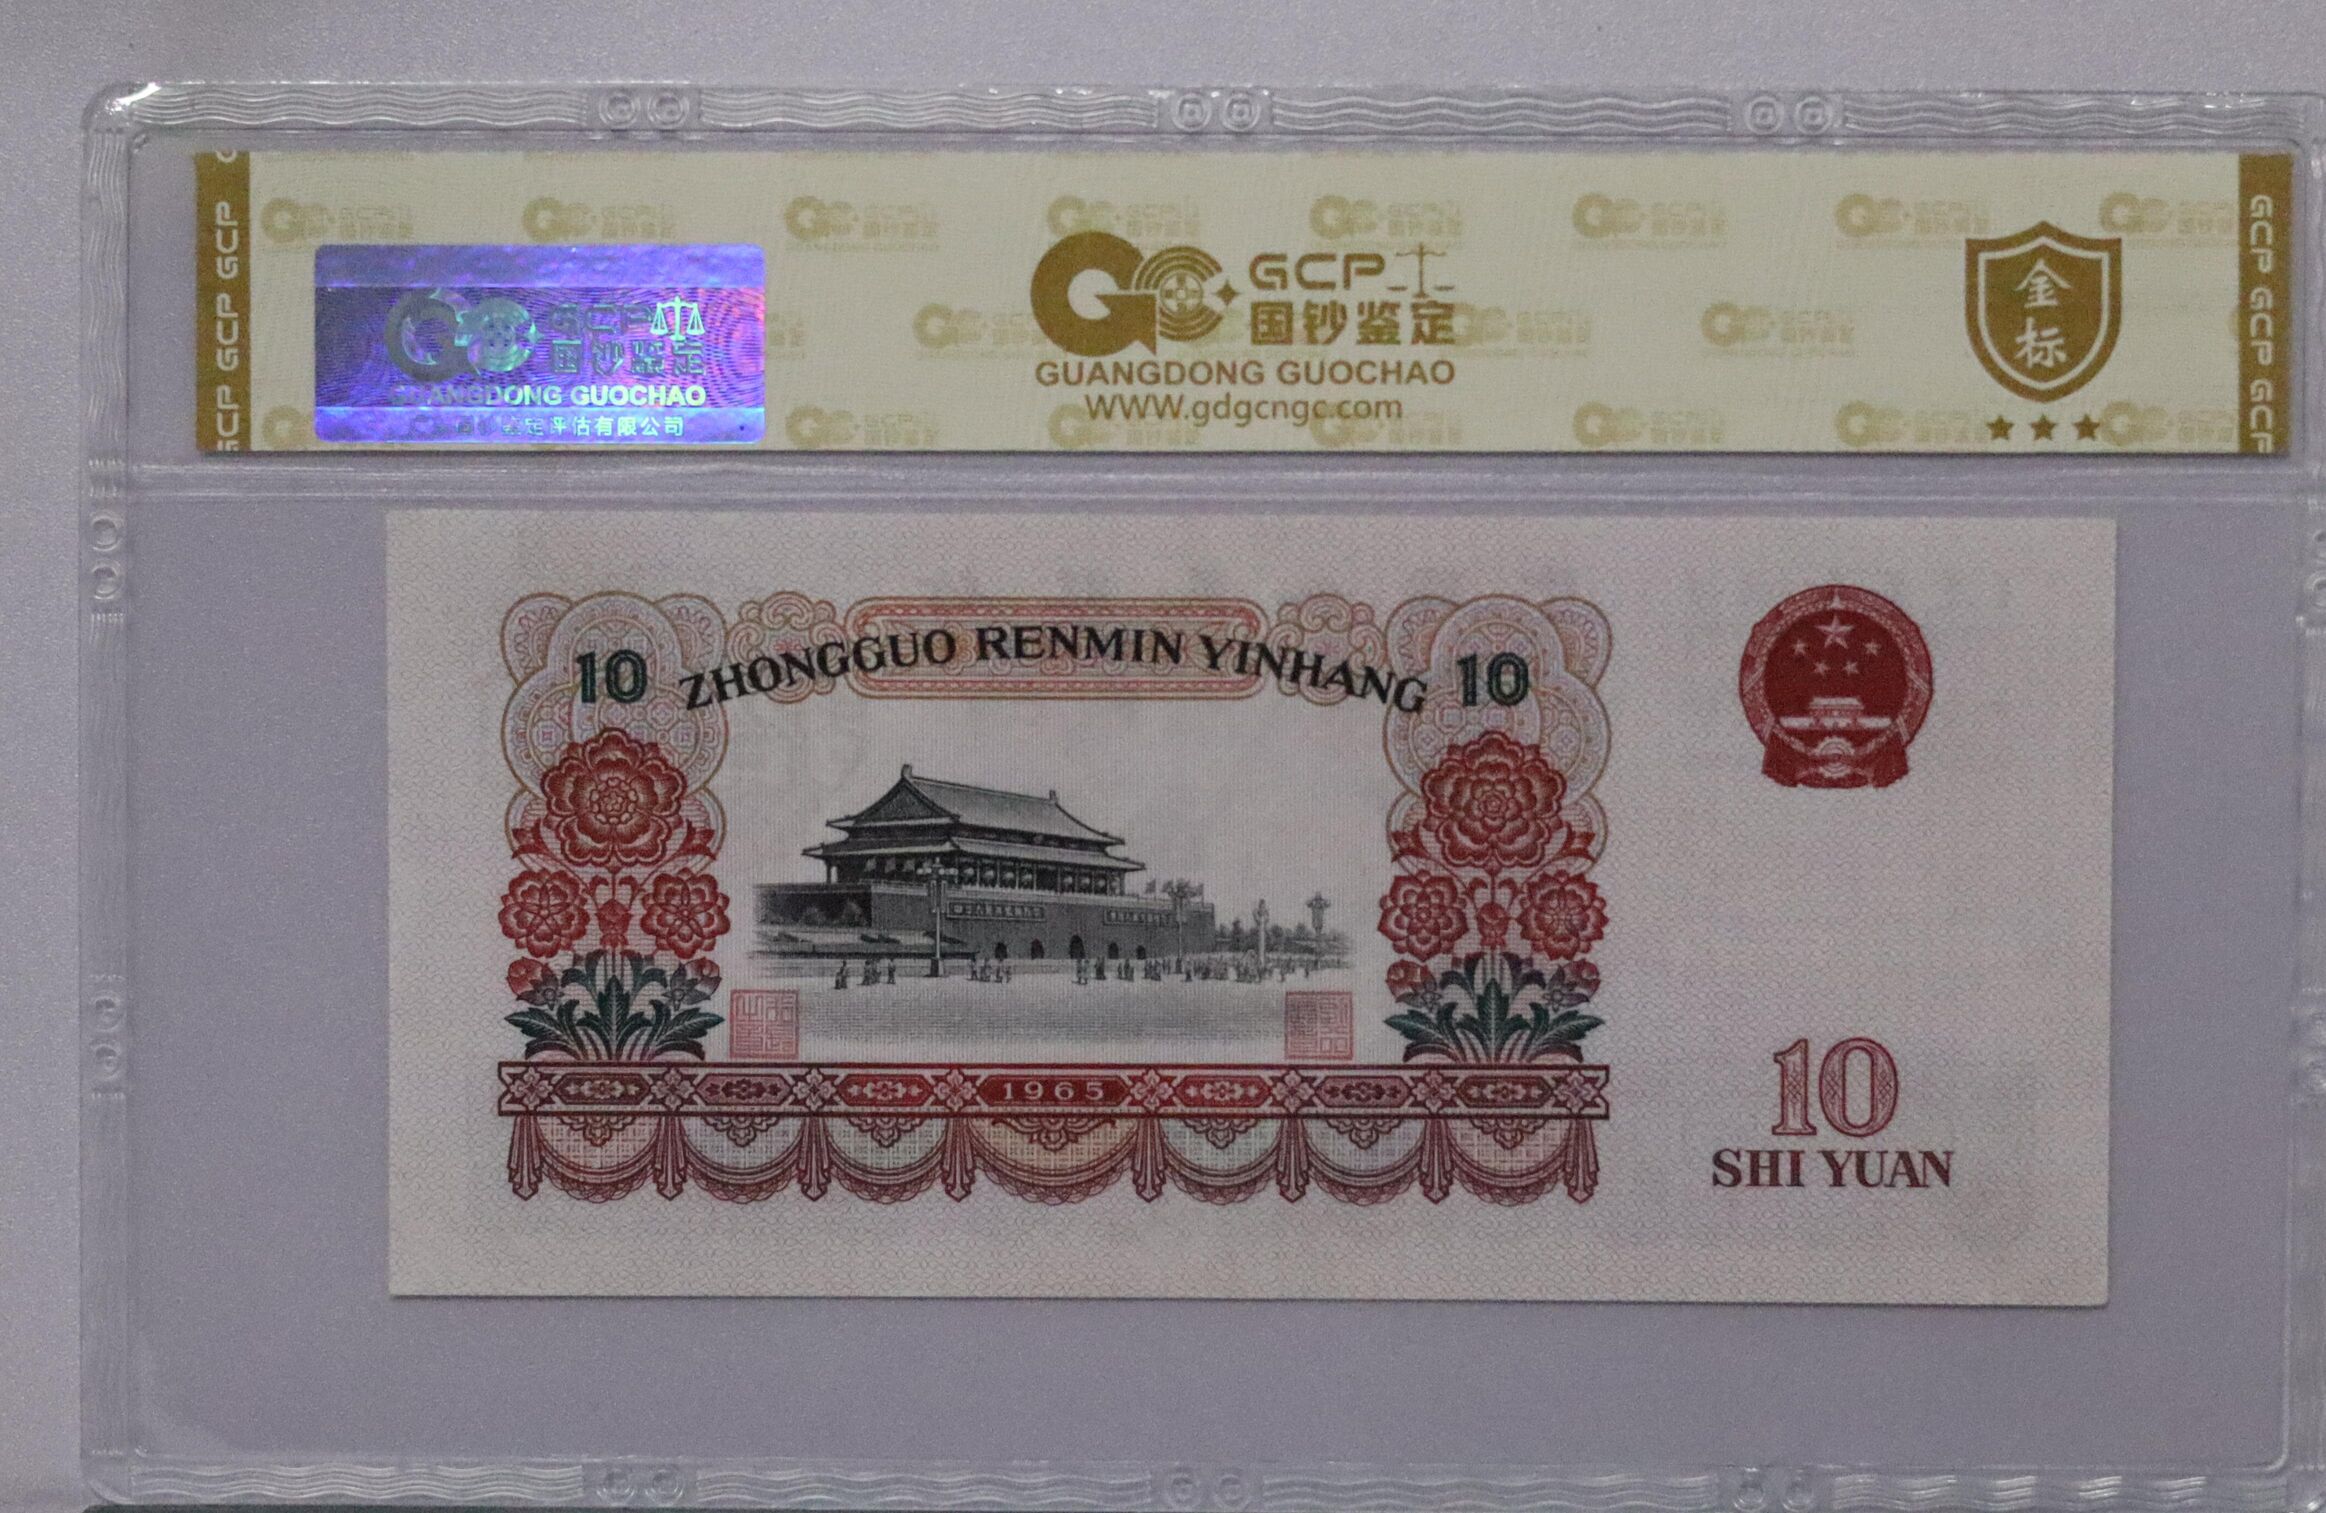 GCP
国钞鉴定
GUANGDONG GUOCHAO
WWW.gdgcngc.com
金
标
GCP
国钞鉴定
GUANGDONG GUOCHAO
鉴定评估有限公司
GCP GCP GCP
GCP GCP GCP
10 ZHONGGUO RENMIN YINHANG 10
1965
10
SHI YUAN